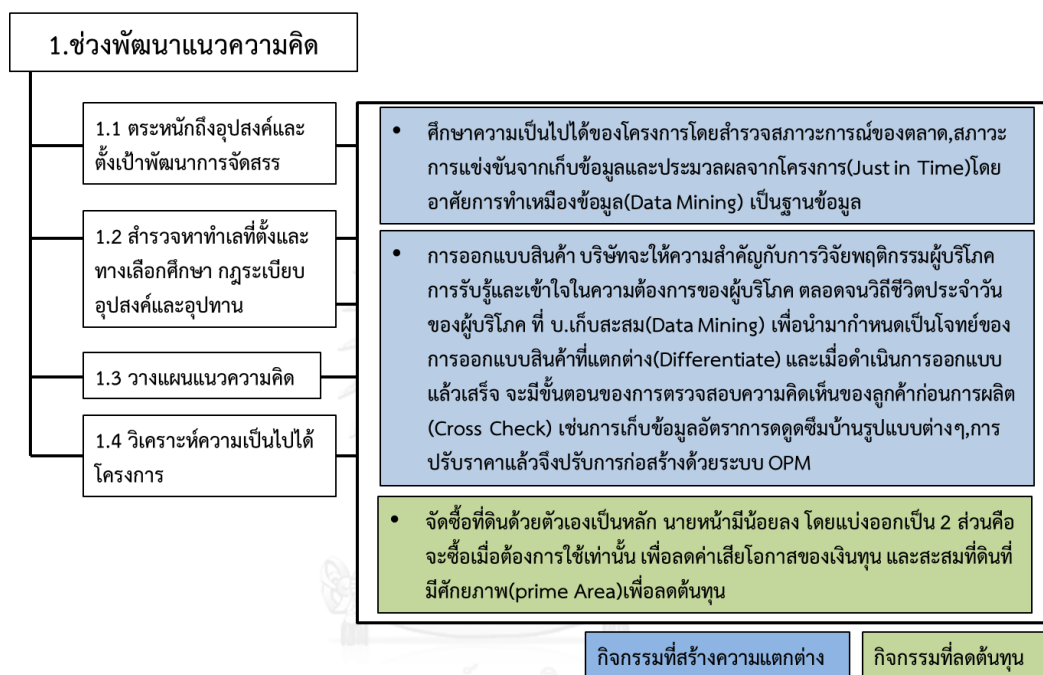 1.ช่วงพัฒนาแนวความคิด
1.1 ตระหนักถึงอุปสงค์และ
ตั้งเป้าพัฒนาการจัดสรร
1.2 สำรวจหาทำเลที่ตั้งและ
ทางเลือกศึกษา กฎระเบียบ
อุปสงค์และอุปทาน
1.3 วางแผนแนวความคิด
1.4 วิเคราะห์ความเป็นไปได้
โครงการ
• ศึกษาความเป็นไปได้ของโครงการโดยสำรวจสภาวะการณ์ของตลาด,สภาวะ
การแข่งขันจากเก็บข้อมูลและประมวลผลจากโครงการ(Just in Time)โดย
อาศัยการทำเหมืองข้อมูล(Data Mining) เป็นฐานข้อมูล
• การออกแบบสินค้า บริษัทจะให้ความสำคัญกับการวิจัยพฤติกรรมผู้บริโภค
การรับรู้และเข้าใจในความต้องการของผู้บริโภค ตลอดจนวิถีชีวิตประจำวัน
ของผู้บริโภค ที่ บ.เก็บสะสม(Data Mining) เพื่อนำมากำหนดเป็นโจทย์ของ
การออกแบบสินค้าที่แตกต่าง(Differentiate) และเมื่อดำเนินการออกแบบ
แล้วเสร็จ จะมีขั้นตอนของการตรวจสอบความคิดเห็นของลูกค้าก่อนการผลิต
(Cross Check) เช่นการเก็บข้อมูลอัตราการดดูดซึมบ้านรูปแบบต่างๆ,การ
ปรับราคาแล้วจึงปรับการก่อสร้างด้วยระบบ OPM
• จัดซื้อที่ดินด้วยตัวเองเป็นหลัก นายหน้ามีน้อยลง โดยแบ่งออกเป็น 2 ส่วนคือ
จะซื้อเมื่อต้องการใช้เท่านั้น เพื่อลดค่าเสียโอกาสของเงินทุน และสะสมที่ดินที่
มีศักยภาพ(prime Area)เพื่อลดต้นทุน
กิจกรรมที่สร้างความแตกต่าง
กิจกรรมที่ลดต้นทุน